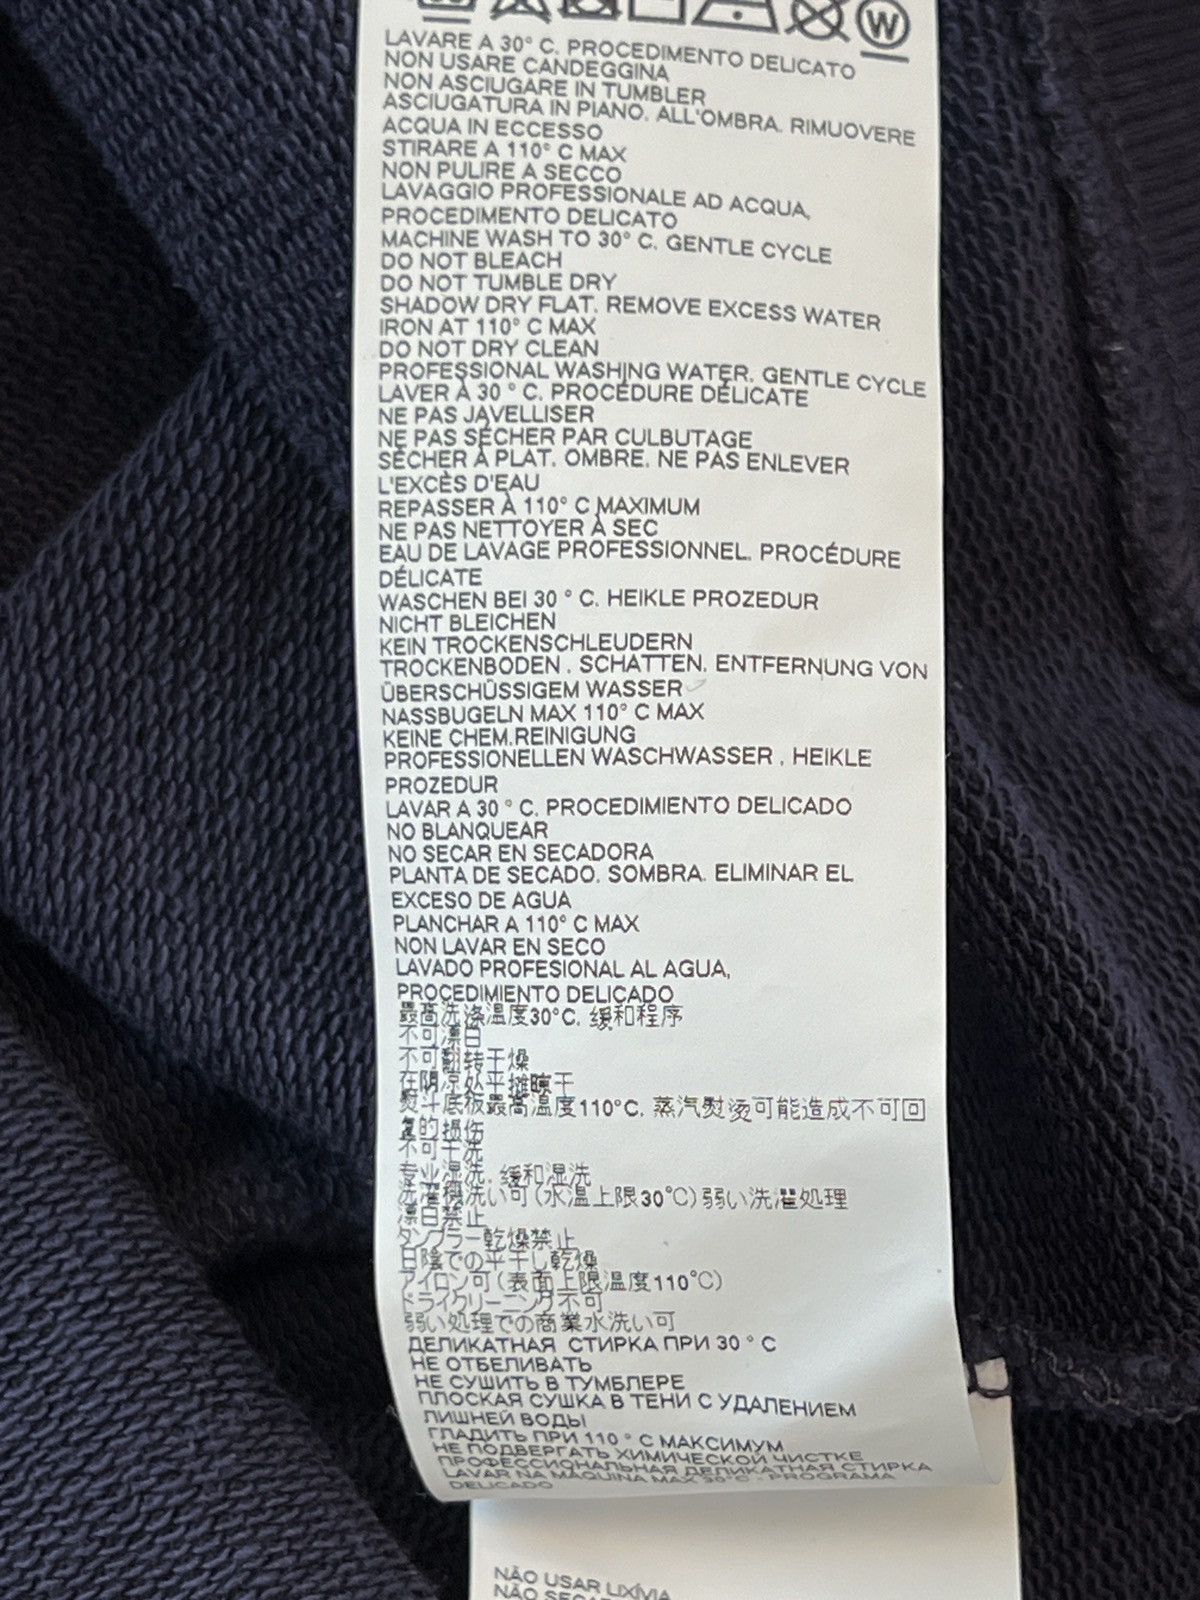 W
LAVARE A 30° C. PROCEDIMENTO DELICATO
NON USARE CANDEGGINA
NON ASCIUGARE IN TUMBLER
ASCIUGATURA IN PIANO. ALL'OMBRA. RIMUOVERE
ACQUA IN ECCESSO
STIRARE A 110° C MAX
NON PULIRE A SECCO
LAVAGGIO PROFESSIONALE AD ACQUA,
PROCEDIMENTO DELICATO
MACHINE WASH TO 30° C. GENTLE CYCLE
DO NOT BLEACH
DO NOT TUMBLE DRY
SHADOW DRY FLAT. REMOVE EXCESS WATER
IRON AT 110° C MAX
DO NOT DRY CLEAN
PROFESSIONAL WASHING WATER. GENTLE CYCLE
LAVER À 30 ° C. PROCÉDURE DÉLICATE
NE PAS JAVELLISER
NE PAS SÉCHER PAR CULBUTAGE
SÉCHER À PLAT. OMBRE. NE PAS ENLEVER
L'EXCÈS D'EAU
REPASSER À 110° C MAXIMUM
NE PAS NETTOYER À SEC
EAU DE LAVAGE PROFESSIONNEL. PROCÉDURE
DÉLICATE
WASCHEN BEI 30 ° C. HEIKLE PROZEDUR
NICHT BLEICHEN
KEIN TROCKENSCHLEUDERN
TROCKENBODEN . SCHATTEN. ENTFERNUNG VON
ÜBERSCHÜSSIGEM WASSER
NASSBUGELN MAX 110° C MAX
KEINE CHEM.REINIGUNG
PROFESSIONELLEN WASCHWASSER , HEIKLE
PROZEDUR
LAVAR A 30 ° C. PROCEDIMIENTO DELICADO
NO BLANQUEAR
NO SECAR EN SECADORA
PLANTA DE SECADO. SOMBRA. ELIMINAR EL
EXCESO DE AGUA
PLANCHAR A 110° C MAX
NON LAVAR EN SECO
LAVADO PROFESIONAL AL AGUA,
PROCEDIMIENTO DELICADO
最高洗涤温度30°C. 缓和程序
不可漂白
不可翻转干燥
在阴凉处平摊晾干
熨斗底板最高温度110°C. 蒸汽熨烫可能造成不可回
复的损伤
不可干洗
专业湿洗. 缓和湿洗
洗濯機洗い可(水温上限30°C)弱い洗濯処理
漂白禁止
タンブラー乾燥禁止
日陰での平干し乾燥
アイロン可(表面上限温度110°C)
ドライクリーニング不可
弱い処理での商業水洗い可
ДЕЛИКАТНАЯ СТИРКА ПРИ 30 ° С
НЕ ОТБЕЛИВАТЬ
НЕ СУШИТЬ В ТУМБЛЕРЕ
ПЛОСКАЯ СУШКА В ТЕНИ С УДАЛЕНИЕМ
ЛИШНЕЙ ВОДЫ
ГЛАДИТЬ ПРИ 110 ° С МАКСИМУМ
НЕ ПОДВЕРГАТЬ ХИМИЧЕСКОЙ ЧИСТКЕ
ПРОФЕССИОНАЛЬНАЯ ДЕЛИКАТНАЯ СТИРКА
LAVAR NA MÁQUINA MAX 30°C - PROGRAMA
DELICADO
NÃO USAR LIXÍVIA
NÃO